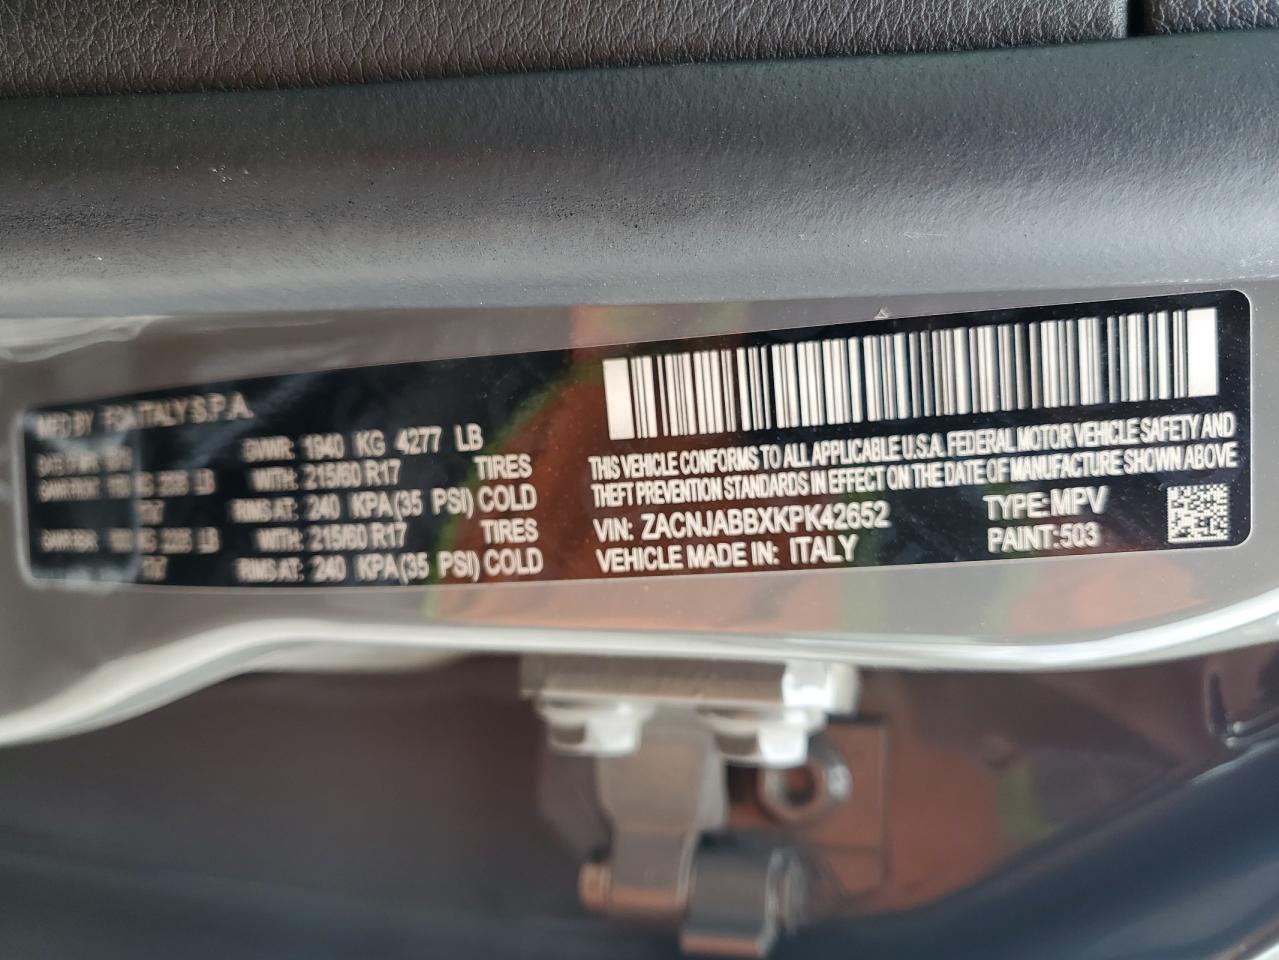 MFD BY FCA ITALY S.P.A.
GVWR: 1940 KG 4277 LB
WITH: 215/60 R17 TIRES
RIMS AT: 240 KPA(35 PSI) COLD
WITH: 215/60 R17 TIRES
RIMS AT: 240 KPA(35 PSI) COLD
THIS VEHICLE CONFORMS TO ALL APPLICABLE U.S.A. FEDERAL MOTOR VEHICLE SAFETY AND
THEFT PREVENTION STANDARDS IN EFFECT ON THE DATE OF MANUFACTURE SHOWN ABOVE
VIN: ZACNJABBXKPK42652 TYPE: MPV
VEHICLE MADE IN: ITALY PAINT:503